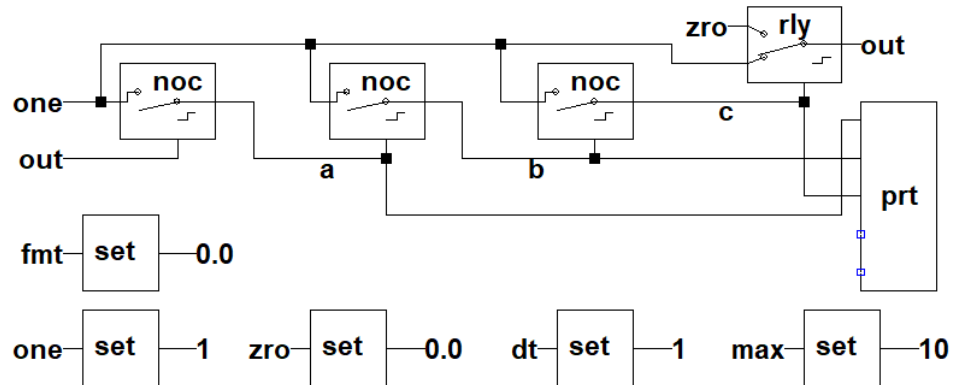 zro rly
out
noc noc noc
one
c
out
a b
prt
fmt set 0.0
one set 1 zro set 0.0 dt set 1 max set 10